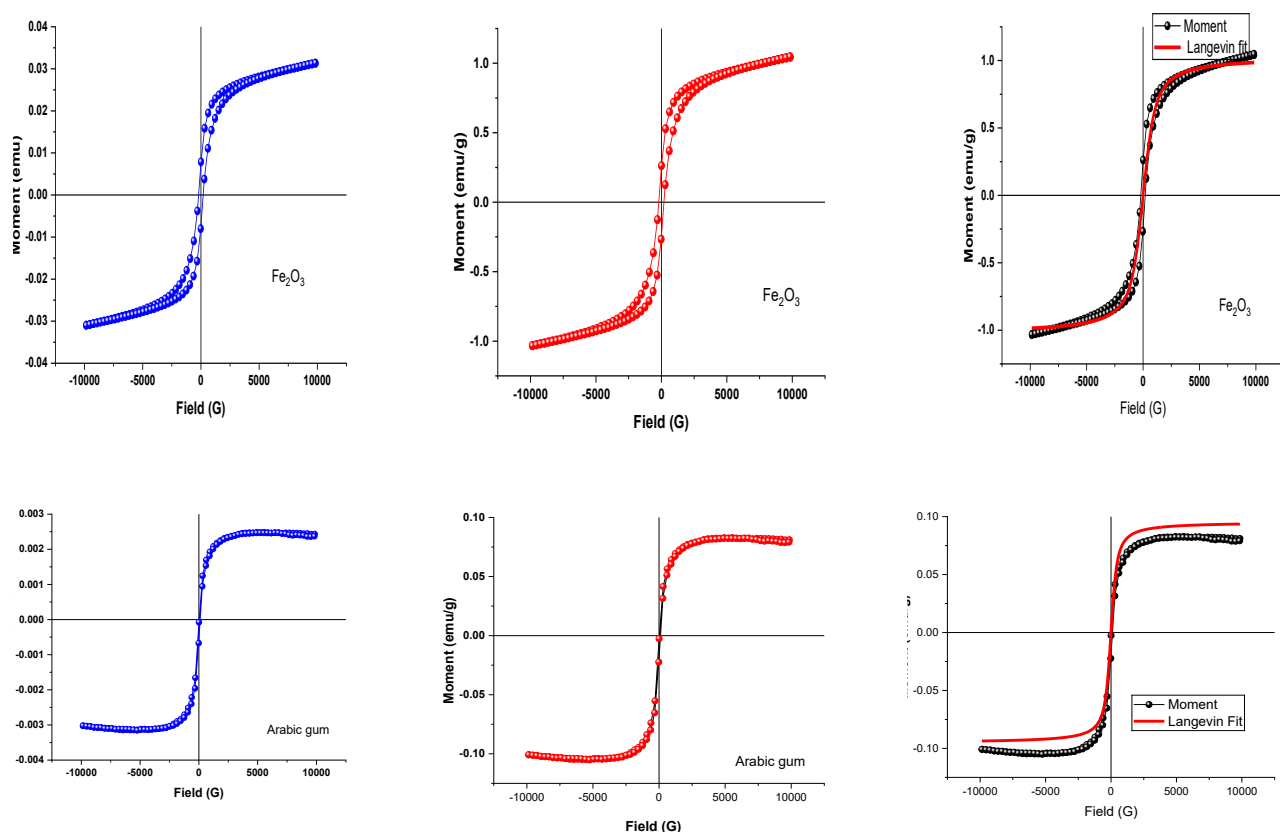 0.04
0.03
0.02
0.01
0.00
-0.01
-0.02
-0.03
-0.04
Moment (emu)
-10000 -5000 0 5000 10000
Field (G)
Fe₂O₃
1.0
0.5
0.0
-0.5
-1.0
Moment (emu/g)
-10000 -5000 0 5000 10000
Field (G)
Fe₂O₃
Moment
Langevin fit
1.0
0.5
0.0
-0.5
-1.0
Moment (emu/g)
-10000 -5000 0 5000 10000
Field (G)
Fe₂O₃
0.003
0.002
0.001
0.000
-0.001
-0.002
-0.003
-0.004
Moment (emu)
-10000 -5000 0 5000 10000
Field (G)
Arabic gum
0.10
0.05
0.00
-0.05
-0.10
Moment (emu/g)
-10000 -5000 0 5000 10000
Field (G)
Arabic gum
0.10
0.05
0.00
-0.05
-0.10
Moment
Langevin Fit
-10000 -5000 0 5000 10000
Field (G)